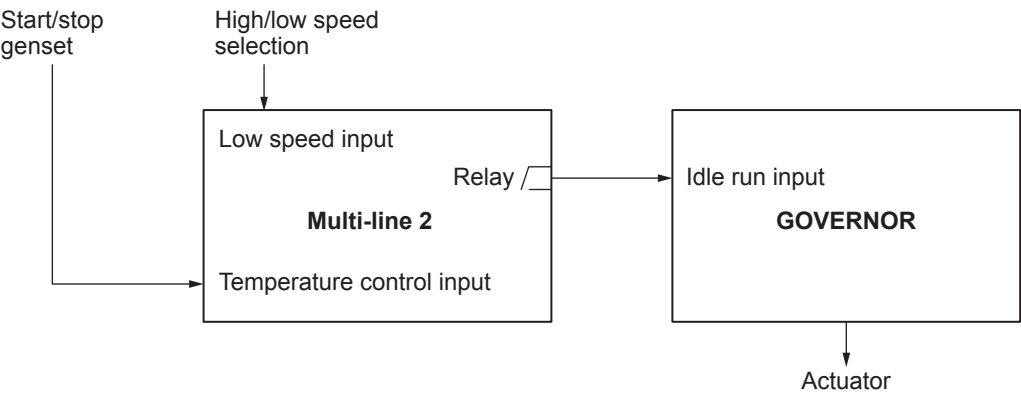 Start/stop
genset
High/low speed
selection
Low speed input
Relay
Idle run input
Multi-line 2
GOVERNOR
Temperature control input
Actuator